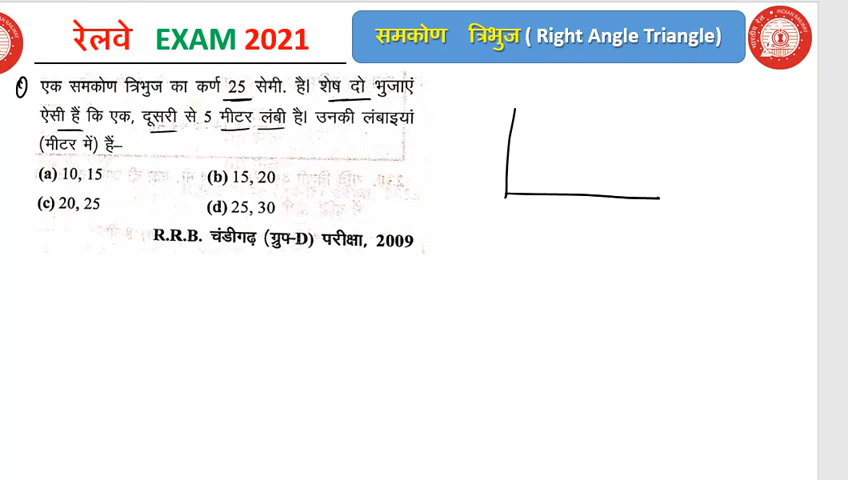 रेलवे EXAM 2021
समकोण त्रिभुज ( Right Angle Triangle)
एक समकोण त्रिभुज का कर्ण 25 सेमी. है। शेष दो भुजाएं
ऐसी हैं कि एक, दूसरी से 5 मीटर लंबी है। उनकी लंबाइयां
(मीटर में) हैं–
(a) 10, 15 (b) 15, 20
(c) 20, 25 (d) 25, 30
R.R.B. चंडीगढ़ (ग्रुप-D) परीक्षा, 2009